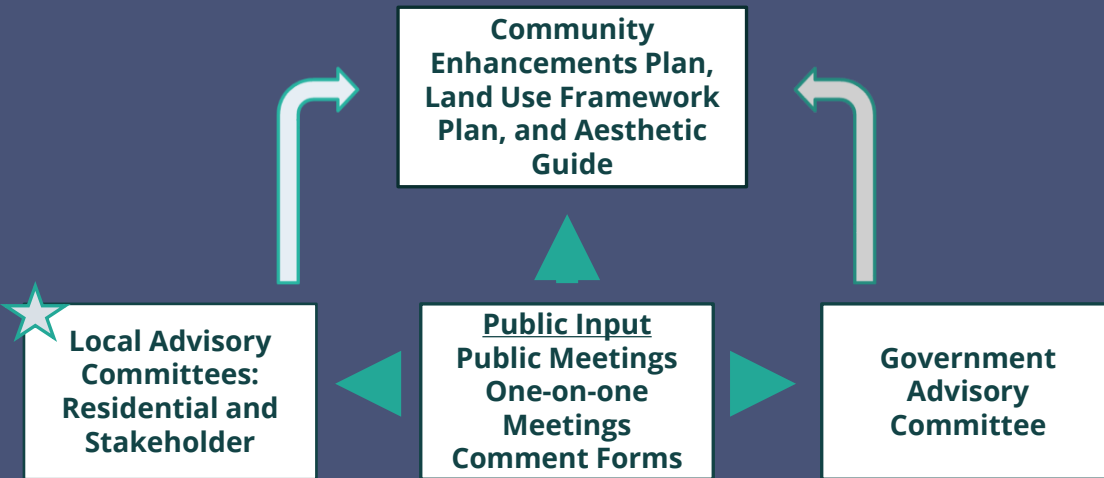 Community
Enhancements Plan,
Land Use Framework
Plan, and Aesthetic
Guide
Local Advisory
Committees:
Residential and
Stakeholder
Public Input
Public Meetings
One-on-one
Meetings
Comment Forms
Government
Advisory
Committee